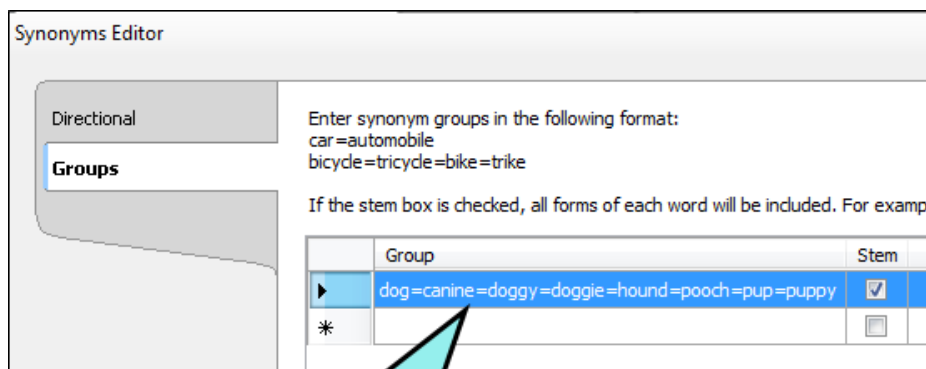 Synonyms Editor
Directional
Groups
Enter synonym groups in the following format:
car=automobile
bicycle=tricycle=bike=trike
If the stem box is checked, all forms of each word will be included. For examp
Group Stem
dog=canine=doggy=doggie=hound=pooch=pup=puppy